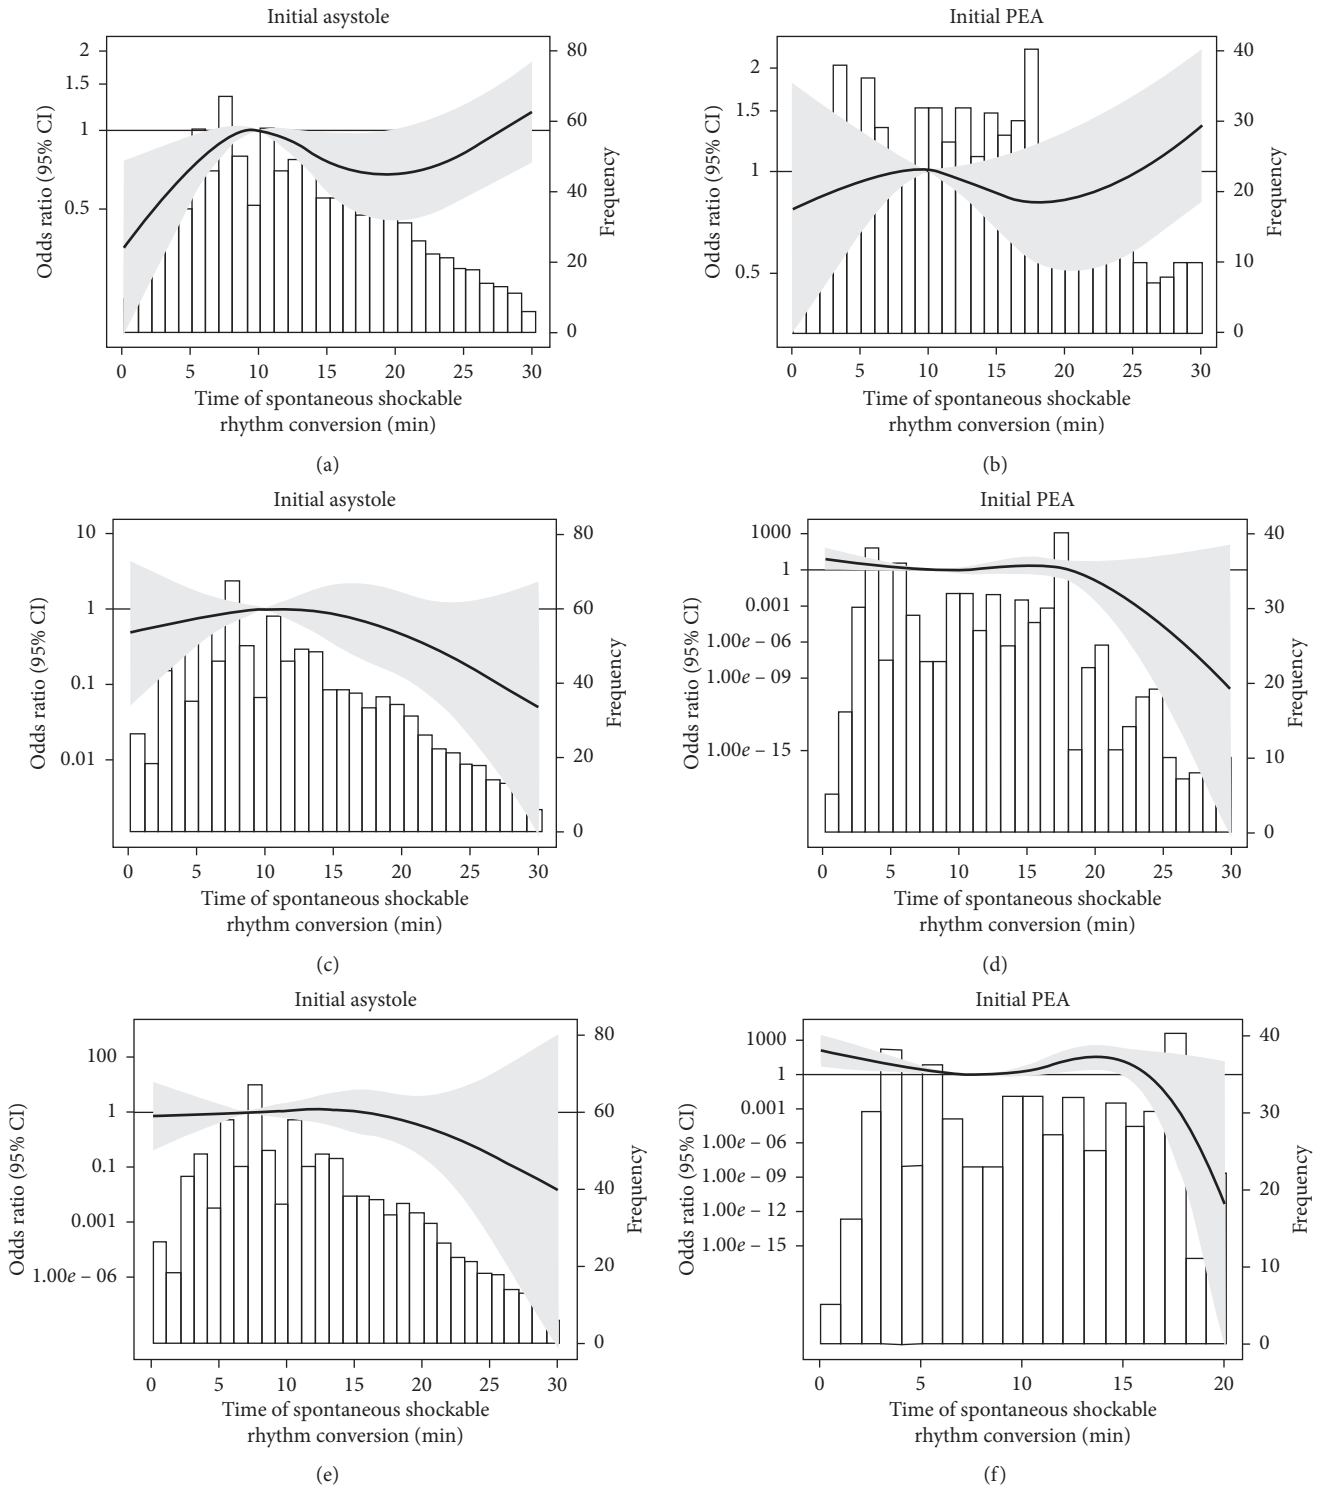 Initial asystole
Odds ratio (95% CI)
2
1.5
1
0.5
80
60
40
20
0
Frequency
0 5 10 15 20 25 30
Time of spontaneous shockable
rhythm conversion (min)
(a)
Initial PEA
Odds ratio (95% CI)
2
1.5
1
0.5
40
30
20
10
0
Frequency
0 5 10 15 20 25 30
Time of spontaneous shockable
rhythm conversion (min)
(b)
Initial asystole
Odds ratio (95% CI)
10
1
0.1
0.01
80
60
40
20
0
Frequency
0 5 10 15 20 25 30
Time of spontaneous shockable
rhythm conversion (min)
(c)
Initial PEA
Odds ratio (95% CI)
1000
1
0.001
1.00e – 06
1.00e – 09
1.00e – 15
40
30
20
10
0
Frequency
0 5 10 15 20 25 30
Time of spontaneous shockable
rhythm conversion (min)
(d)
Initial asystole
Odds ratio (95% CI)
100
1
0.1
0.001
1.00e – 06
80
60
40
20
0
Frequency
0 5 10 15 20 25 30
Time of spontaneous shockable
rhythm conversion (min)
(e)
Initial PEA
Odds ratio (95% CI)
1000
1
0.001
1.00e – 06
1.00e – 09
1.00e – 12
1.00e – 15
40
30
20
10
0
Frequency
0 5 10 15 20
Time of spontaneous shockable
rhythm conversion (min)
(f)